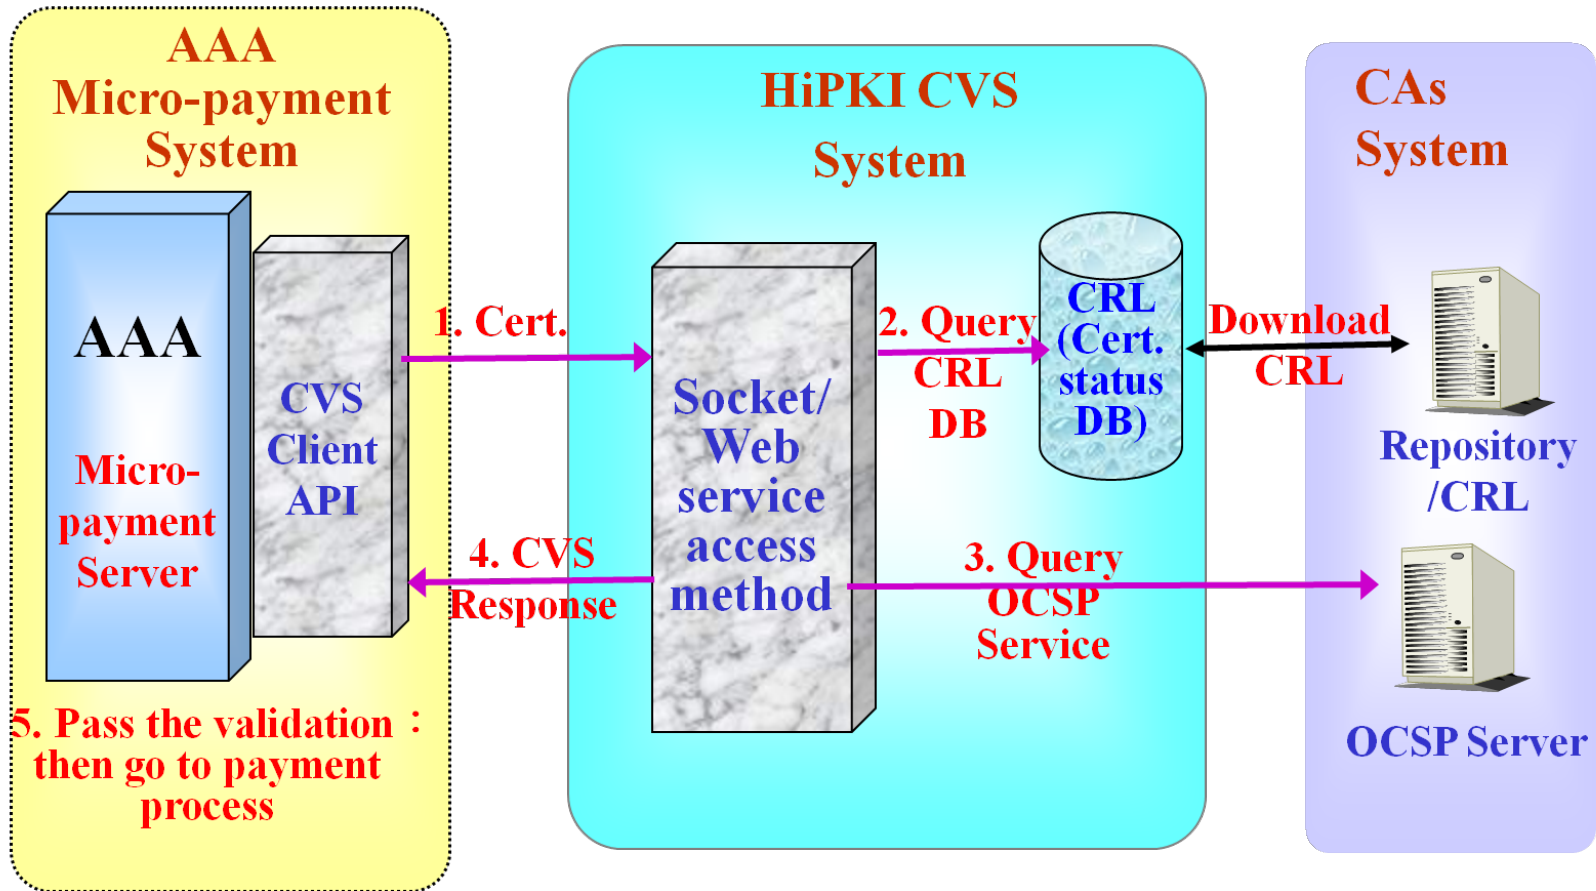 AAA
Micro-payment
System
AAA
Micro-
payment
Server
CVS
Client
API
5. Pass the validation：
then go to payment
process
1. Cert.
4. CVS
Response
HiPKI CVS
System
Socket/
Web
service
access
method
2. Query
CRL
DB
CRL
(Cert.
status
DB)
3. Query
OCSP
Service
Download
CRL
CAs
System
Repository
/CRL
OCSP Server